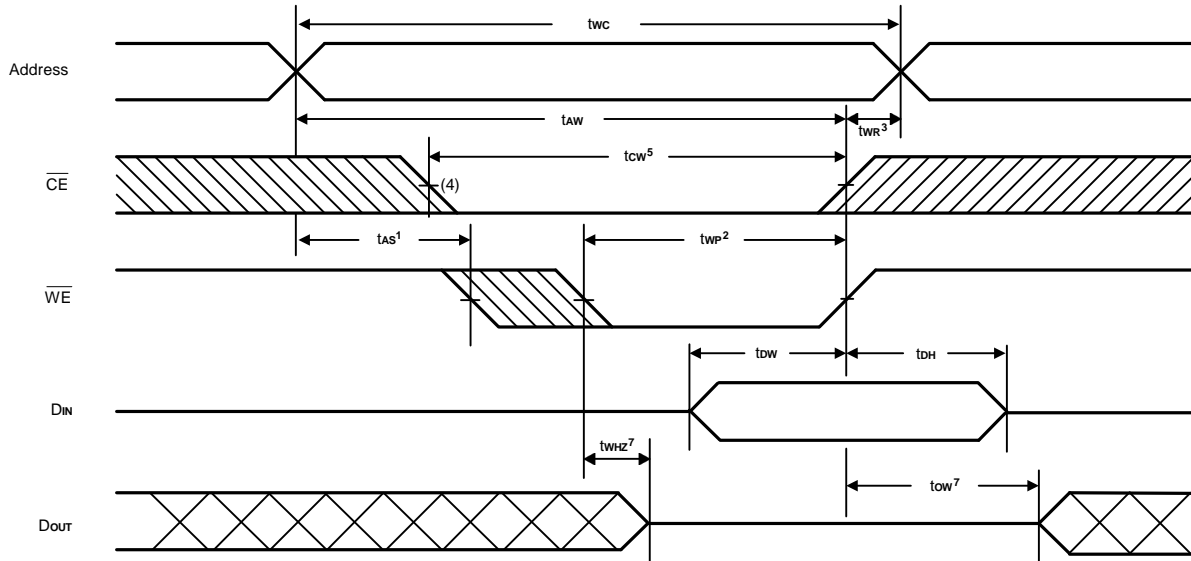 tWC
Address
tAW
tWR3
tCW5
CE
(4)
tAS1
tWP2
WE
tDW
tDH
DIN
tWHZ7
tOW7
DOUT